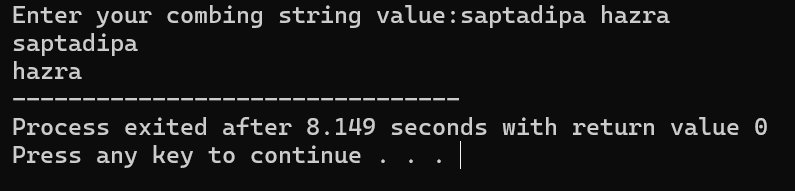 Enter your combing string value:saptadipa hazra
saptadipa
hazra
--------------------------------
Process exited after 8.149 seconds with return value 0
Press any key to continue . . .